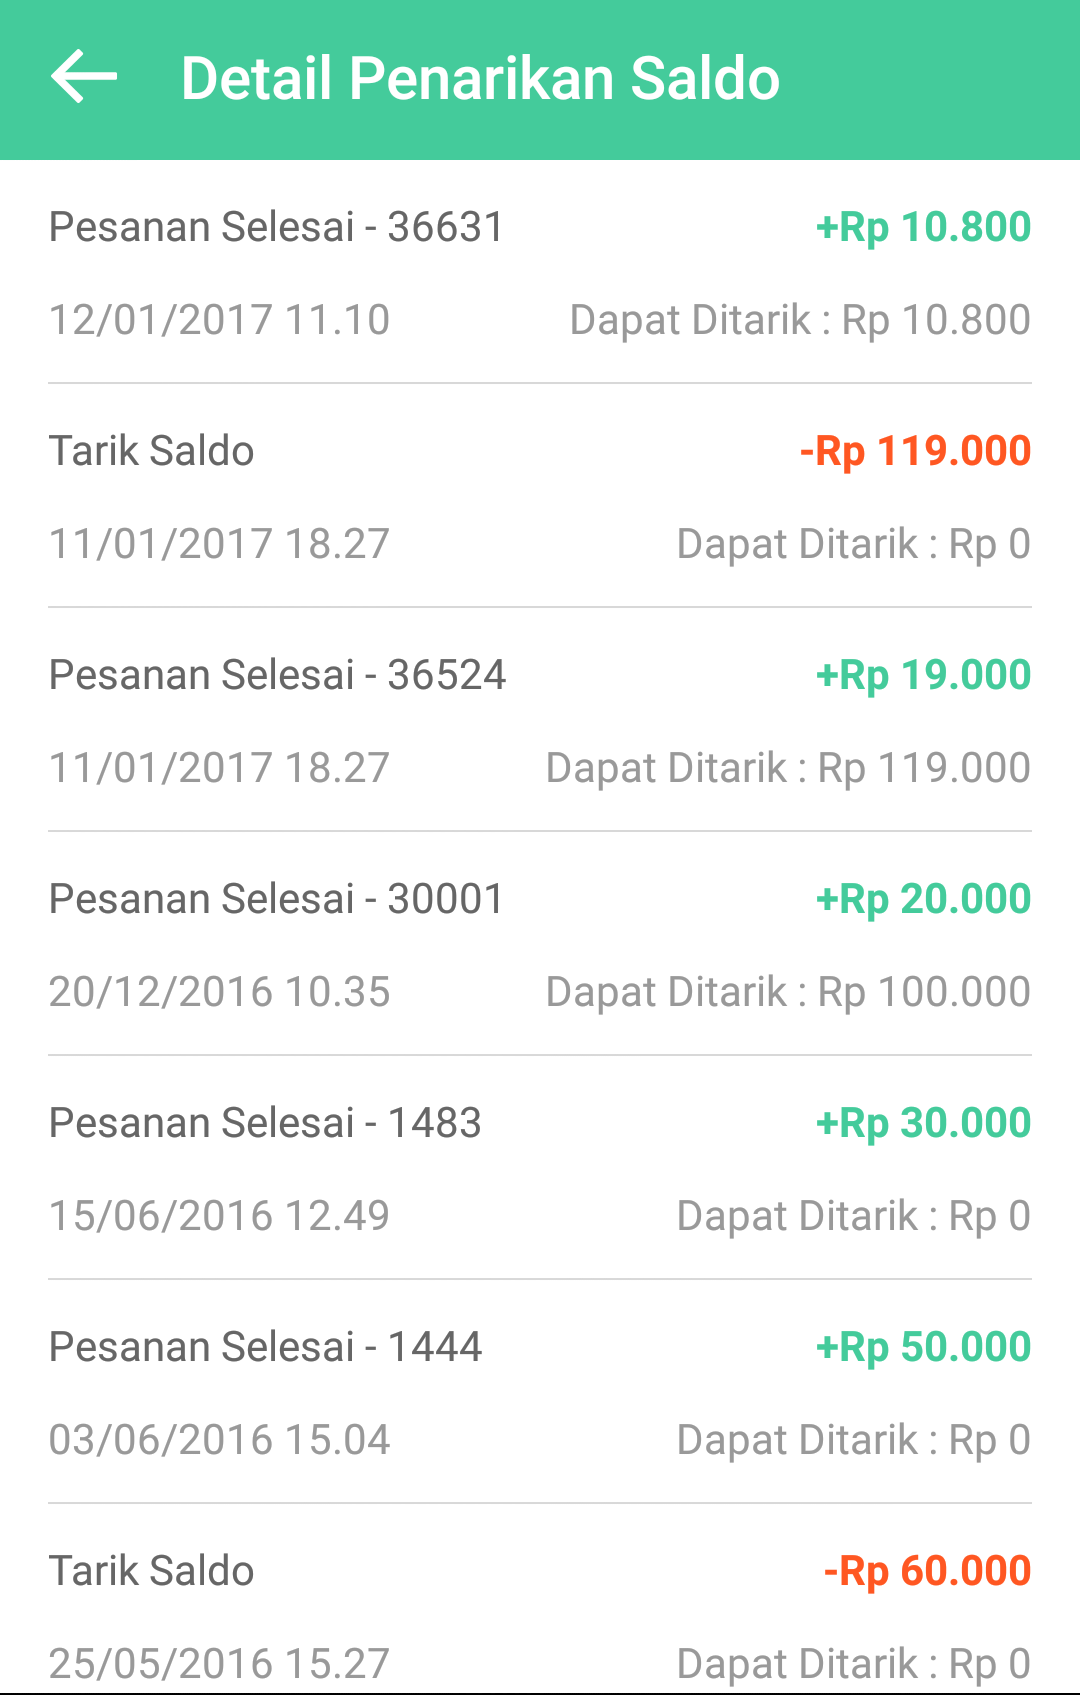 Detail Penarikan Saldo
Pesanan Selesai - 36631 +Rp 10.800
12/01/2017 11.10 Dapat Ditarik : Rp 10.800
Tarik Saldo -Rp 119.000
11/01/2017 18.27 Dapat Ditarik : Rp 0
Pesanan Selesai - 36524 +Rp 19.000
11/01/2017 18.27 Dapat Ditarik : Rp 119.000
Pesanan Selesai - 30001 +Rp 20.000
20/12/2016 10.35 Dapat Ditarik : Rp 100.000
Pesanan Selesai - 1483 +Rp 30.000
15/06/2016 12.49 Dapat Ditarik : Rp 0
Pesanan Selesai - 1444 +Rp 50.000
03/06/2016 15.04 Dapat Ditarik : Rp 0
Tarik Saldo -Rp 60.000
25/05/2016 15.27 Dapat Ditarik : Rp 0